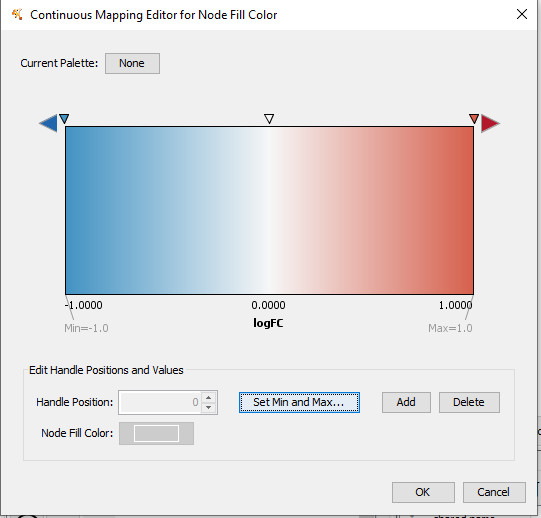 Continuous Mapping Editor for Node Fill Color
Current Palette: None
-1.0000 0.0000 1.0000
Min=-1.0 logFC Max=1.0
Edit Handle Positions and Values
Handle Position: 0 Set Min and Max... Add Delete
Node Fill Color:
OK Cancel